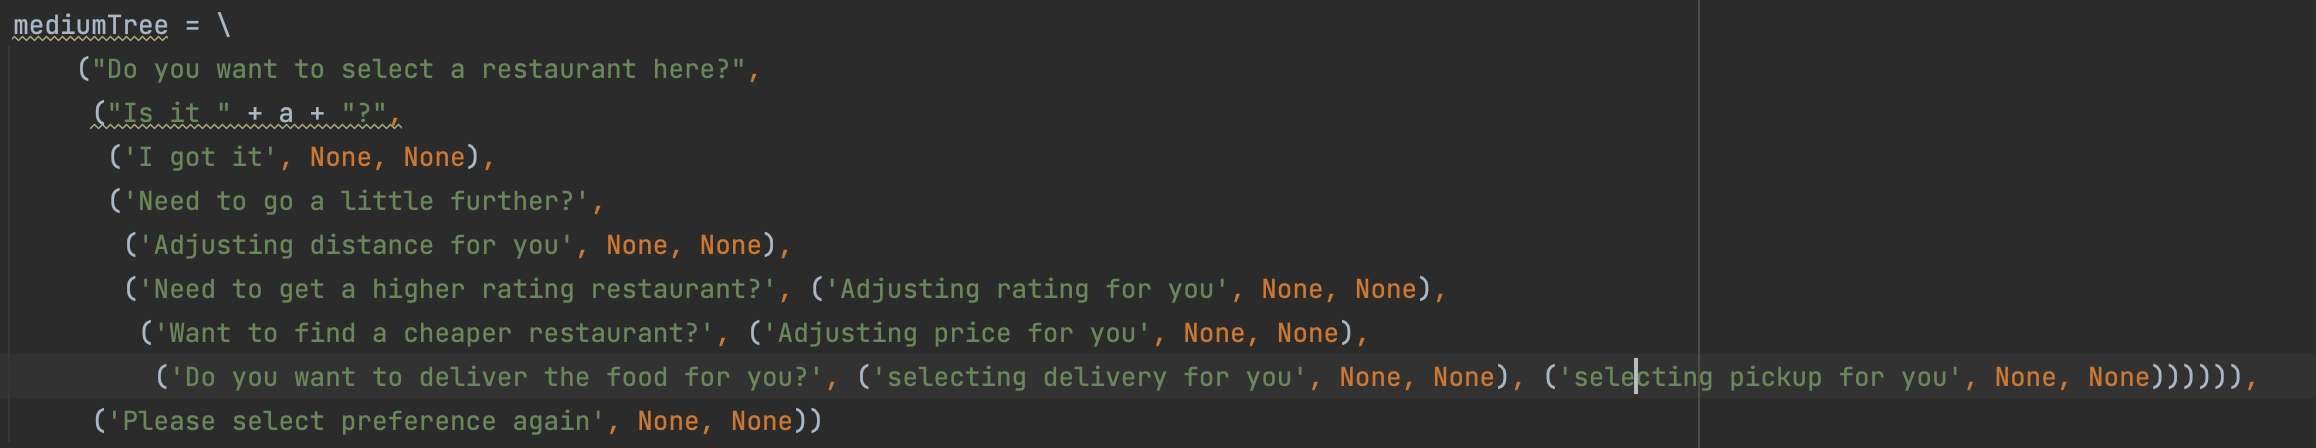 mediumTree = \
("Do you want to select a restaurant here?",
("Is it " + a + "?",
('I got it', None, None),
('Need to go a little further?',
('Adjusting distance for you', None, None),
('Need to get a higher rating restaurant?', ('Adjusting rating for you', None, None),
('Want to find a cheaper restaurant?', ('Adjusting price for you', None, None),
('Do you want to deliver the food for you?', ('selecting delivery for you', None, None), ('selecting pickup for you', None, None)))))),
('Please select preference again', None, None))